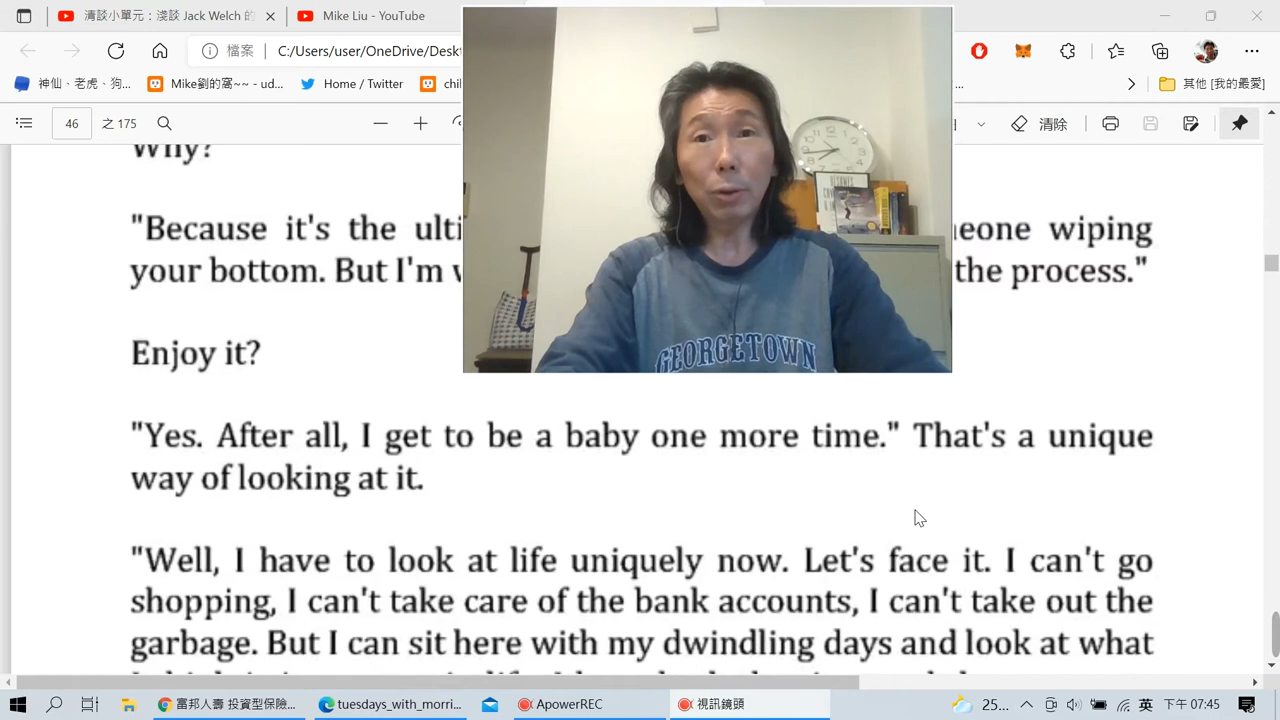 清談小單元 : 淺談 Jack Welch 的
Mike Liu - YouTube
檔案
C:/Users/user/OneDrive/Deskt
神仙、老虎、狗...
Mike劉的窩~~ - ud...
Home / Twitter
其他 [我的最愛]
46 之 175
清除
Why?
"Because it's the ulti
eone wiping
your bottom. But I'm w
the process."
Enjoy it?
"Yes. After all, I get to be a baby one more time." That's a unique
way of looking at it.
"Well, I have to look at life uniquely now. Let's face it. I can't go
shopping, I can't take care of the bank accounts, I can't take out the
garbage. But I can sit here with my dwindling days and look at what
GEORGETOWN
富邦人壽 投資型保險...
tuesdays_with_morri...
ApowerREC
視訊鏡頭
25...
英
下午 07:45